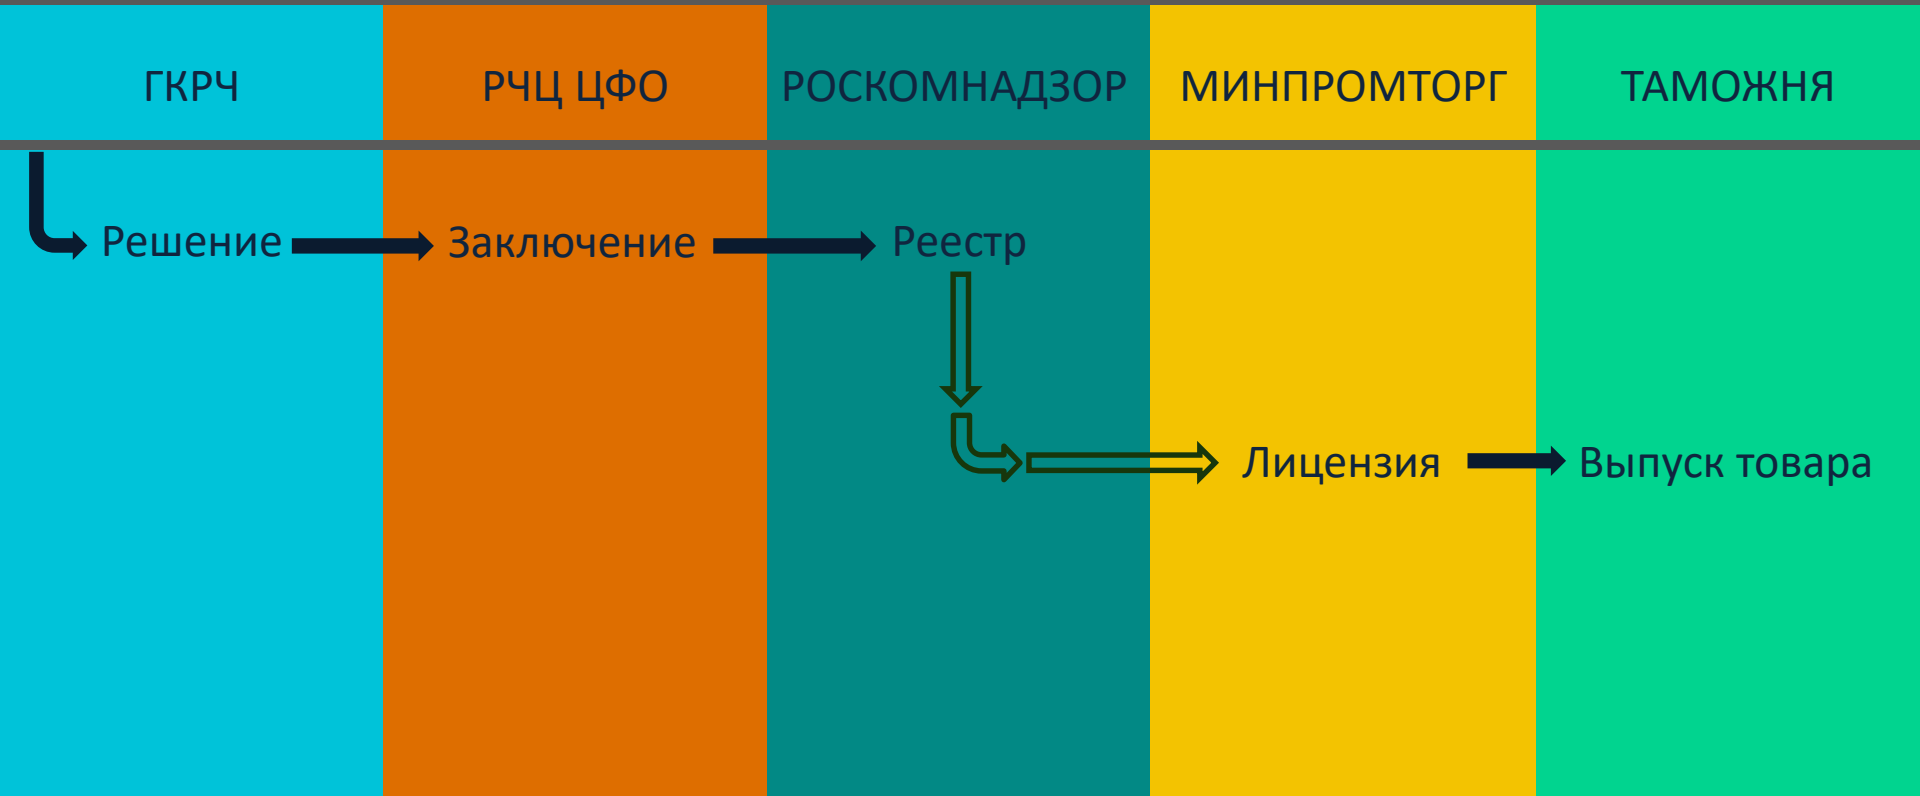 ГКРЧ
РЧЦ ЦФО
РОСКОМНАДЗОР
МИНПРОМТОРГ
ТАМОЖНЯ
Решение
Заключение
Реестр
Лицензия
Выпуск товара